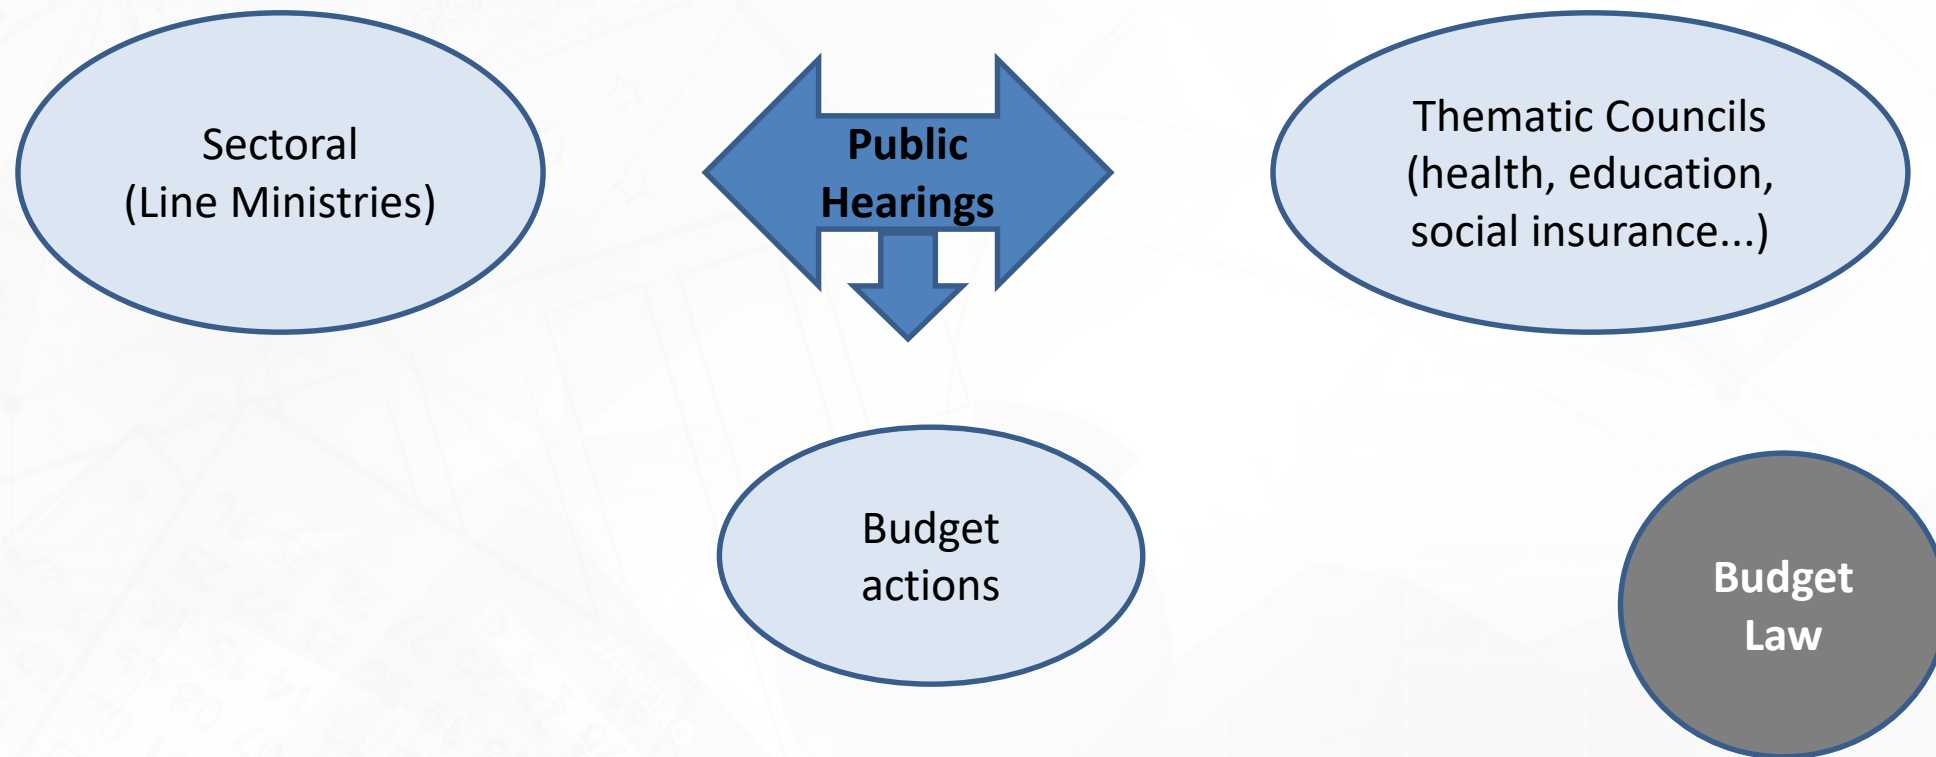 Sectoral
(Line Ministries)
Public
Hearings
Thematic Councils
(health, education,
social insurance...)
Budget
actions
Budget
Law